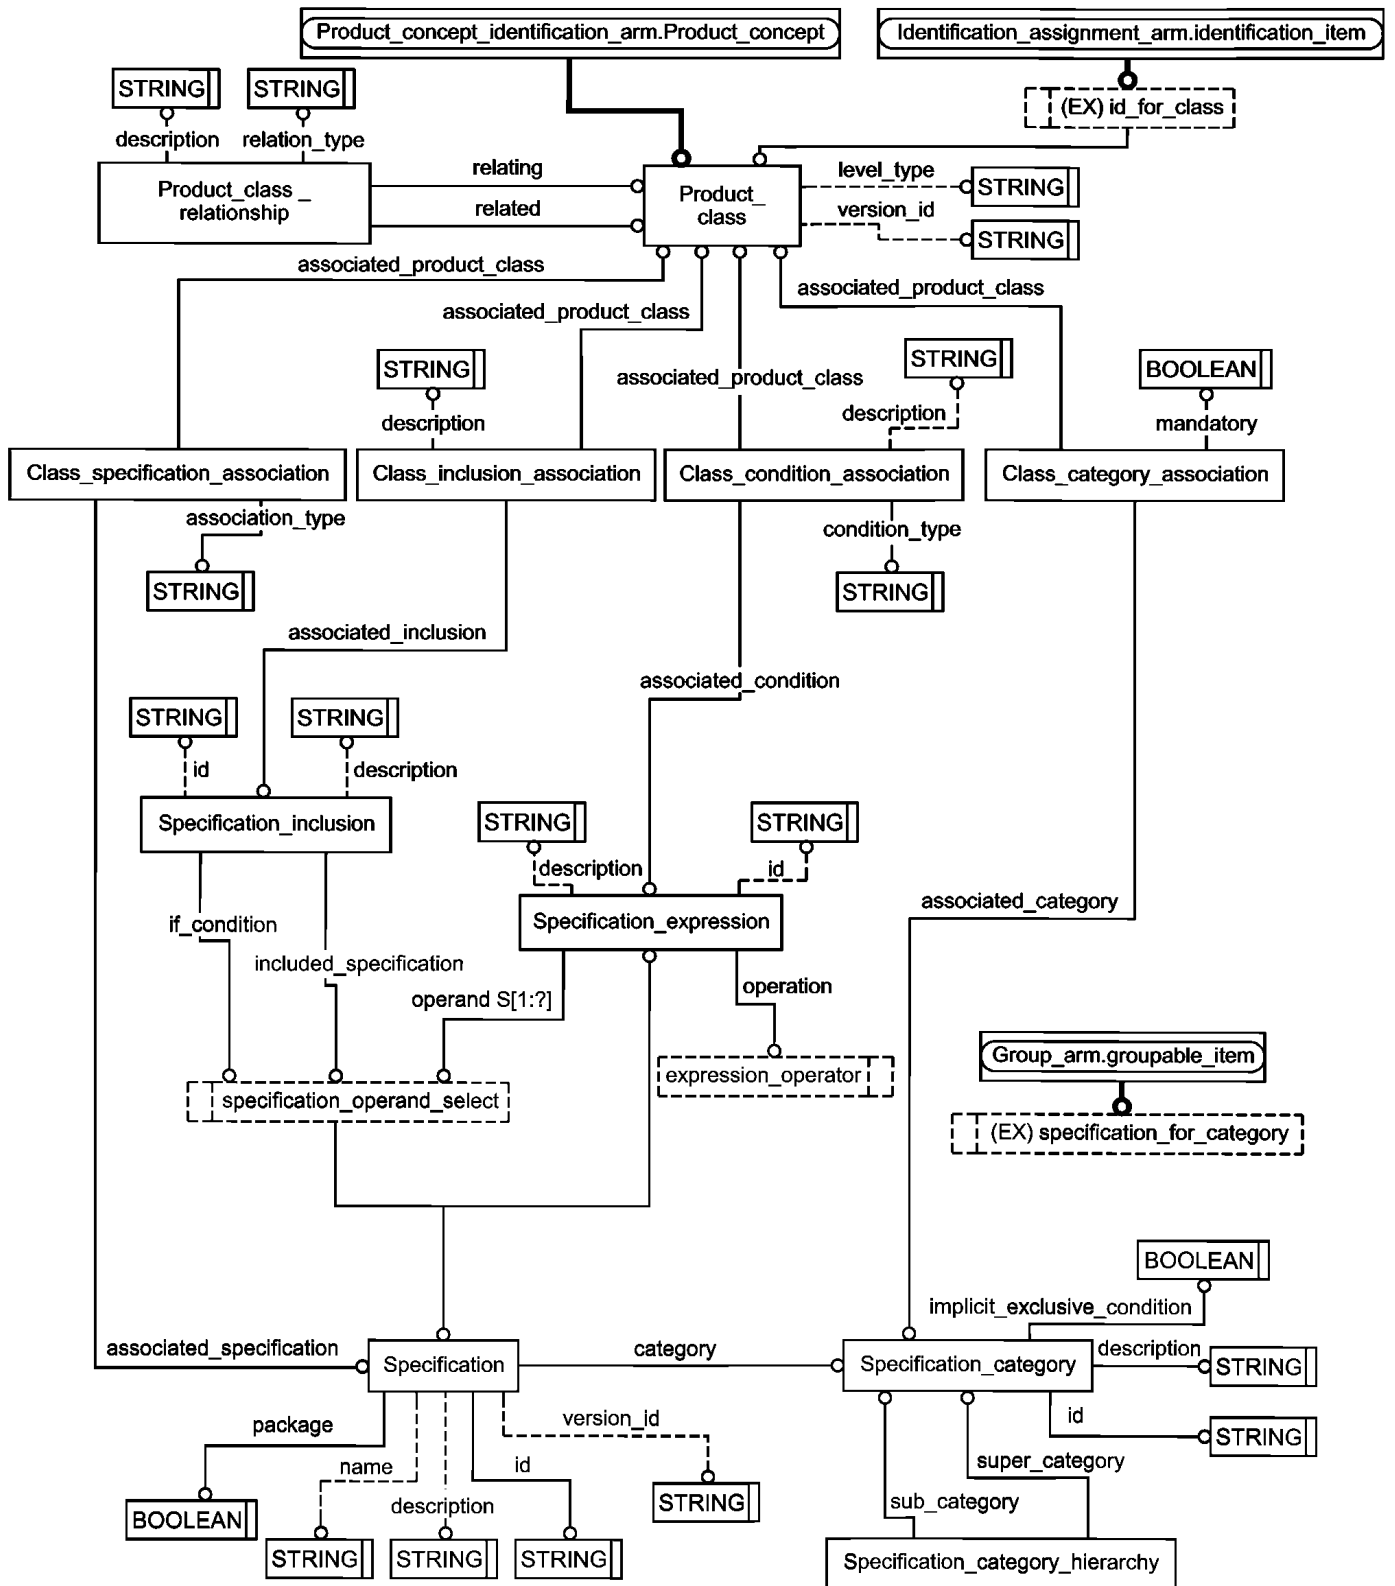 Product_concept_identification_arm.Product_concept
Identification_assignment_arm.identification_item
STRING
STRING
(EX) id_for_class
description
relation_type
Product_class_
relationship
relating
related
Product_
class
level_type
STRING
version_id
STRING
associated_product_class
associated_product_class
associated_product_class
associated_product_class
STRING
STRING
BOOLEAN
description
description
mandatory
Class_specification_association
Class_inclusion_association
Class_condition_association
Class_category_association
association_type
condition_type
STRING
STRING
associated_inclusion
associated_condition
STRING
STRING
id
description
Specification_inclusion
STRING
STRING
description
id
Specification_expression
associated_category
if_condition
included_specification
operand S[1:?]
operation
expression_operator
Group_arm.groupable_item
specification_operand_select
(EX) specification_for_category
BOOLEAN
implicit_exclusive_condition
associated_specification
Specification
category
Specification_category
description
STRING
package
version_id
id
STRING
name
id
super_category
description
sub_category
BOOLEAN
STRING
STRING
STRING
STRING
Specification_category_hierarchy